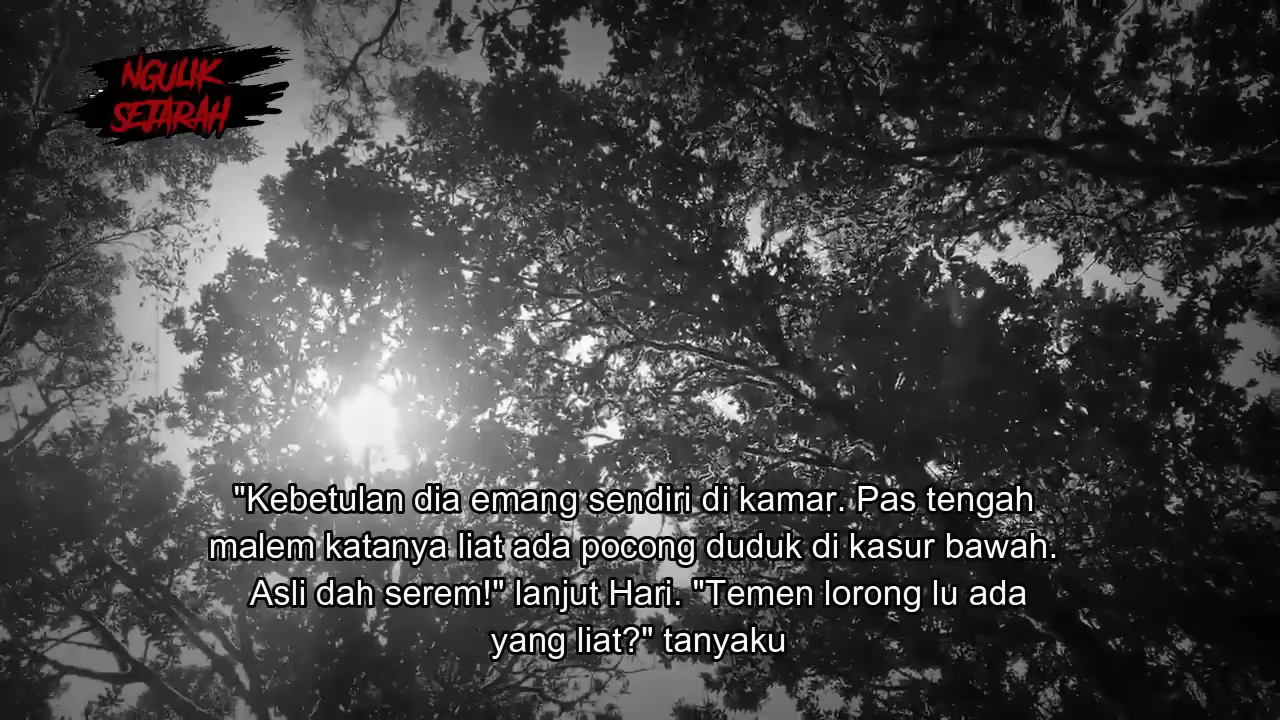 NGULIK
SEJARAH
"Kebetulan dia emang sendiri di kamar. Pas tengah
malem katanya liat ada pocong duduk di kasur bawah.
Asli dah serem!" lanjut Hari. "Temen lorong lu ada
yang liat?" tanyaku